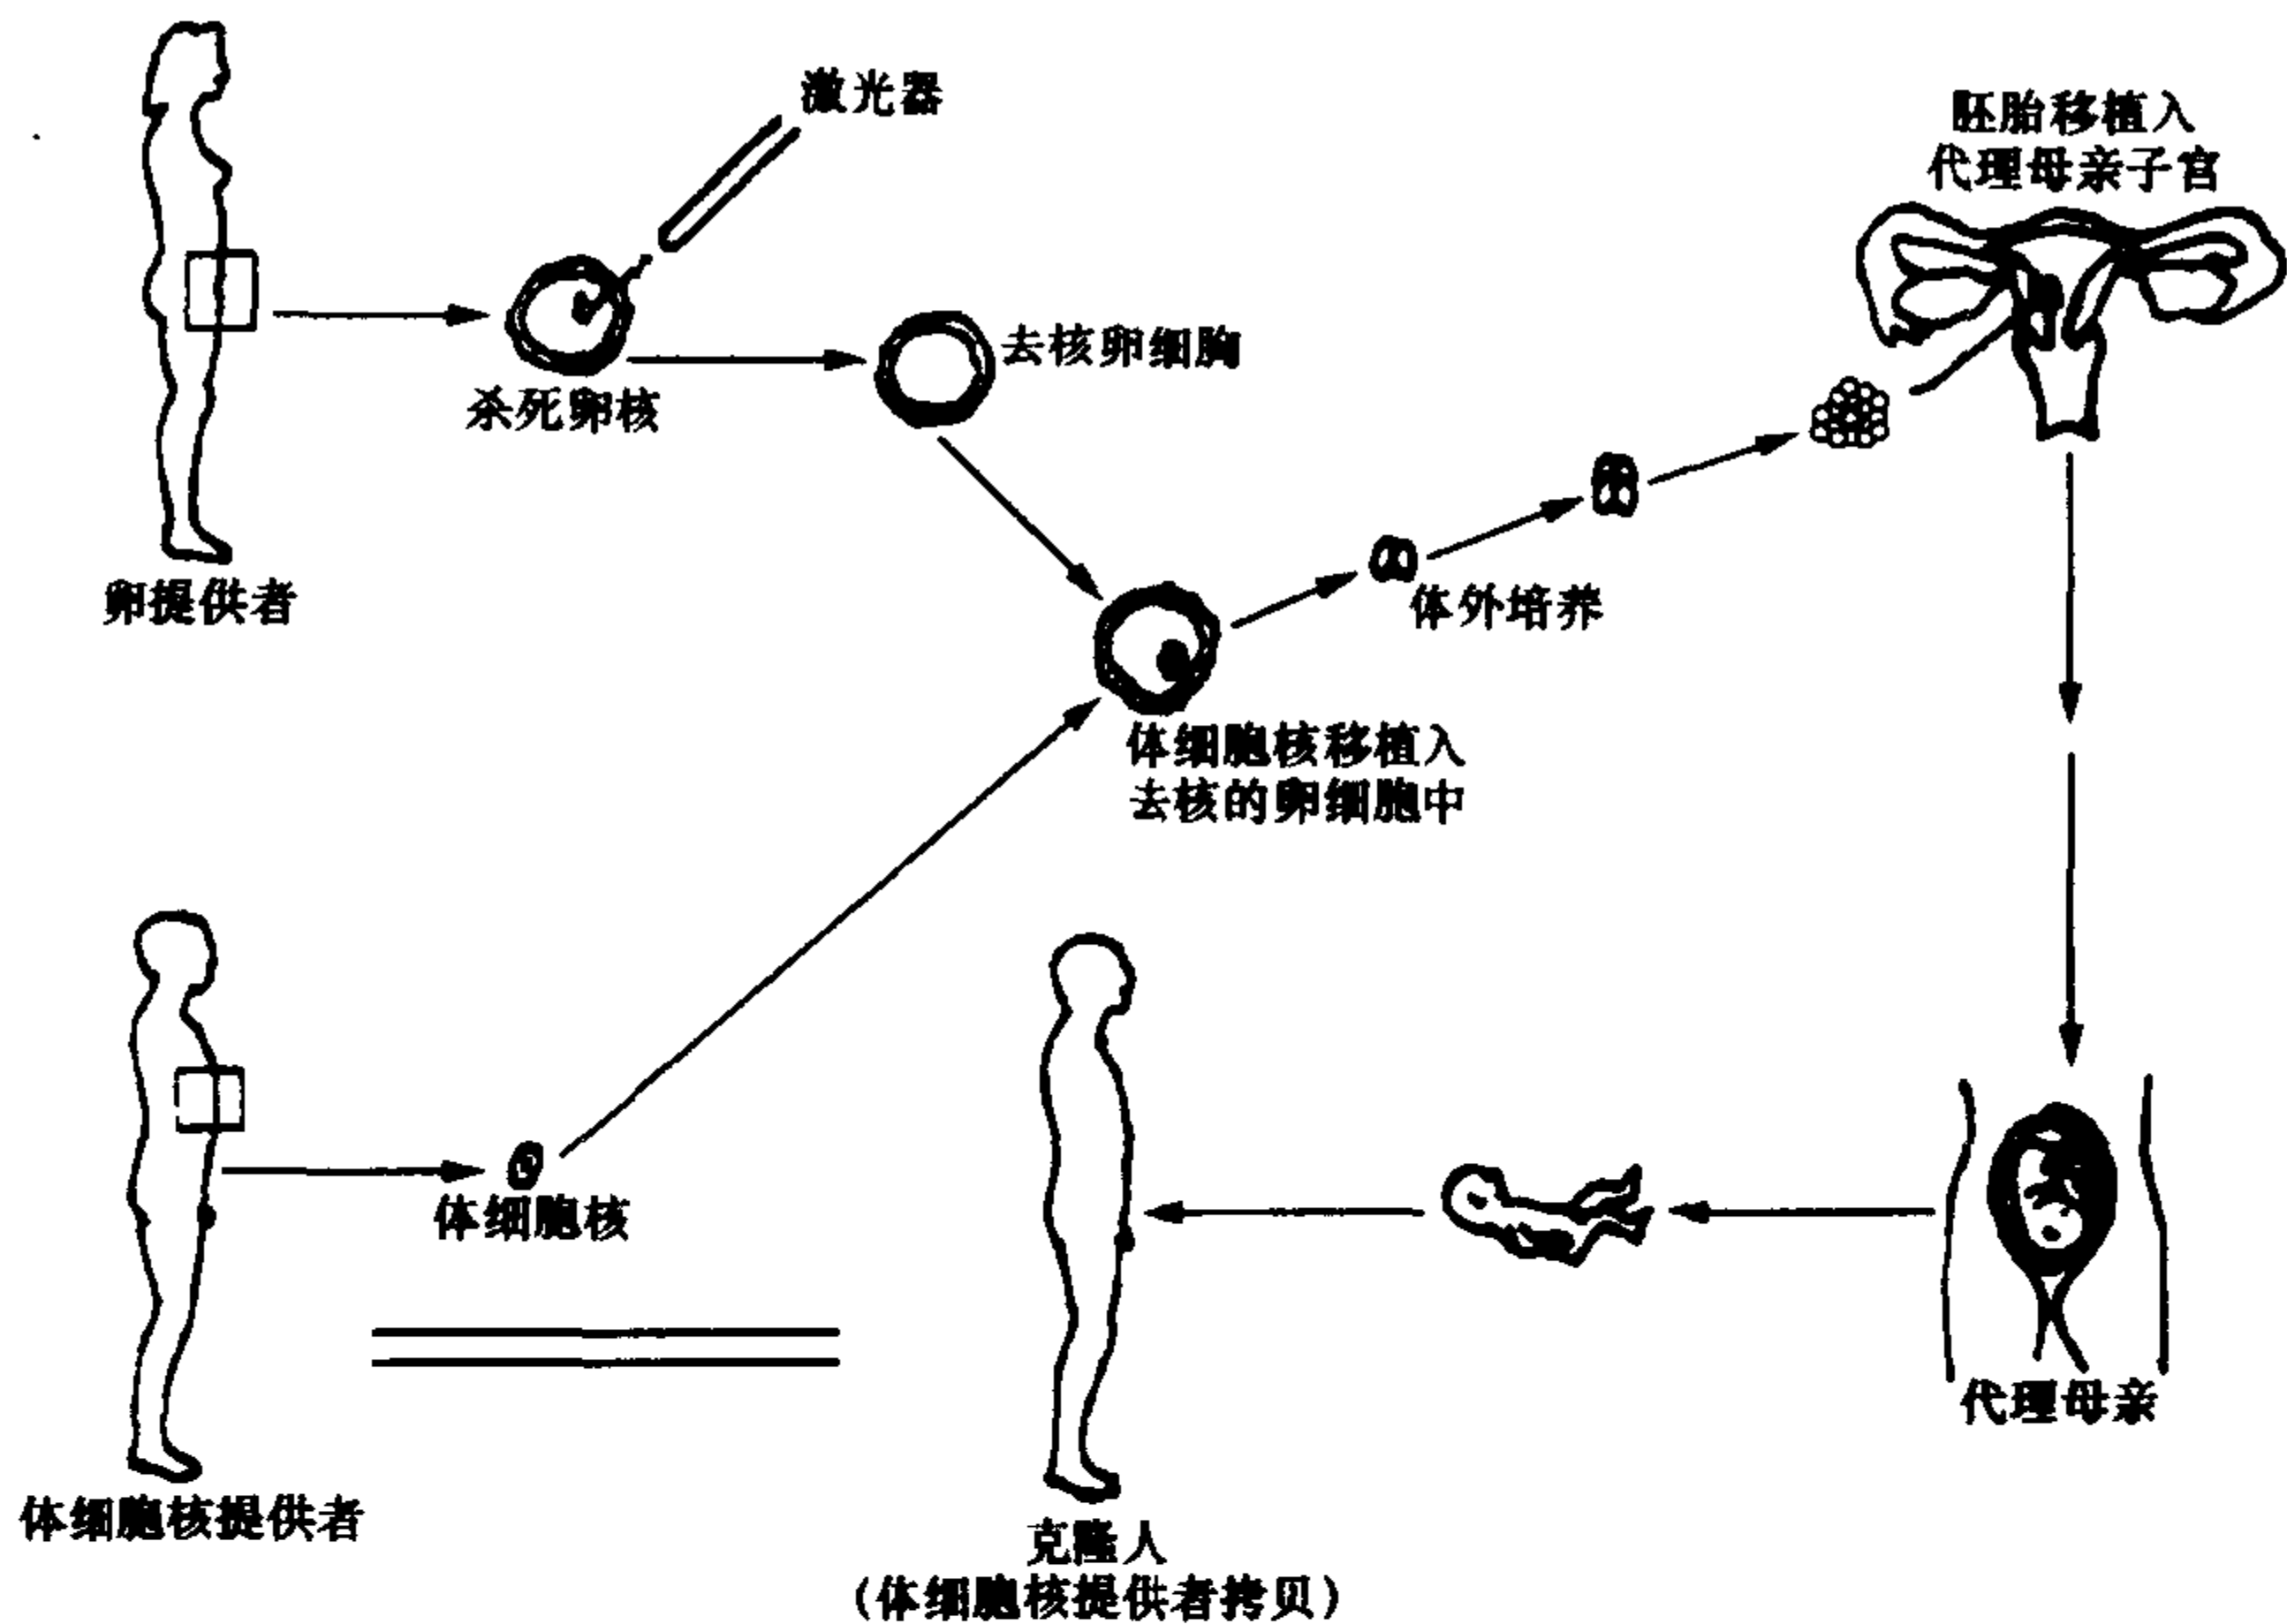 激光器
胚胎移植入
代理母亲子宫
去核卵细胞
杀死卵核
卵提供者
体外培养
体细胞核移植入
去核的卵细胞中
体细胞核
代理母亲
体细胞核提供者
克隆人
(体细胞核提供者拷贝)